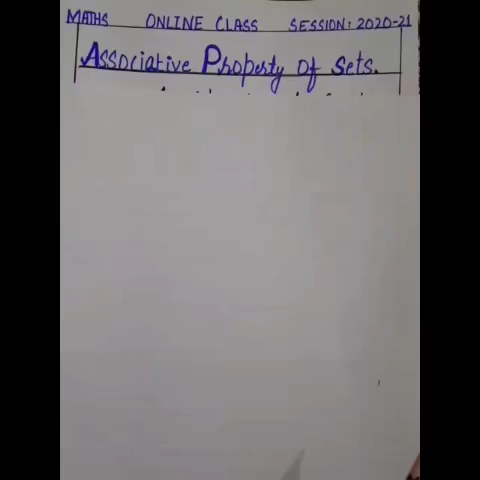 MATHS ONLINE CLASS SESSION: 2020-21
Associative Property Of Sets.